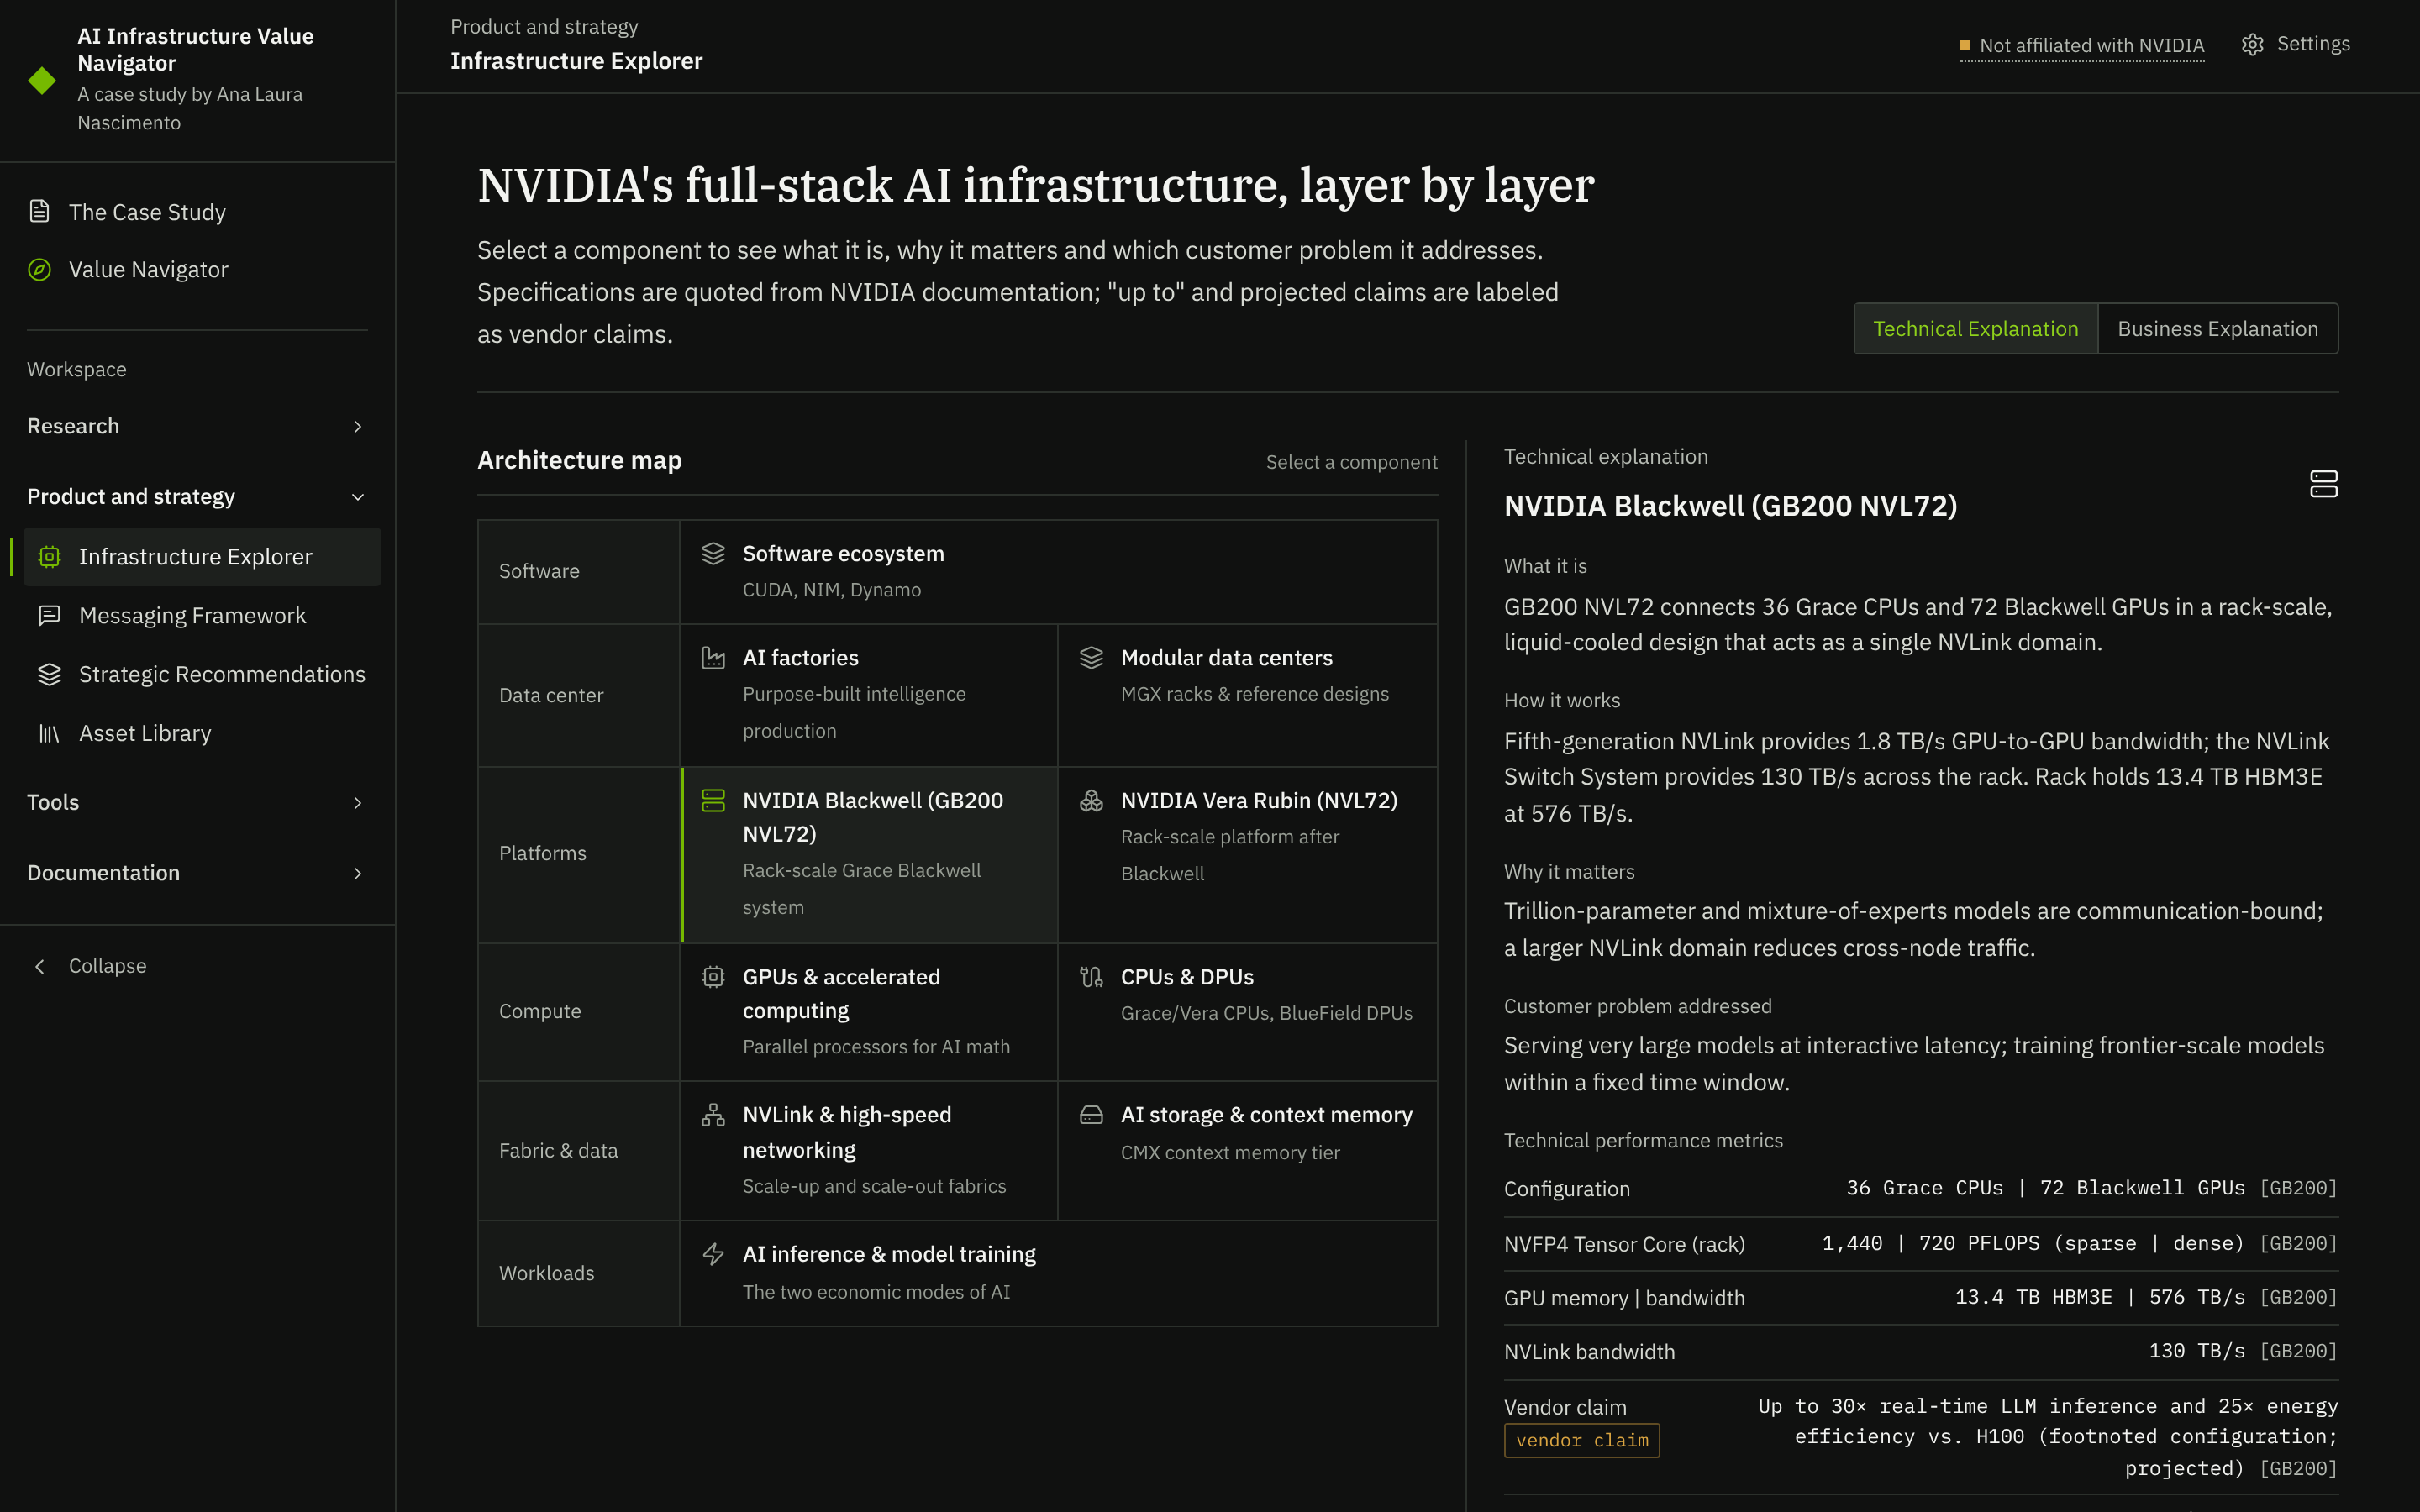 AI Infrastructure Value
Navigator
A case study by Ana Laura
Nascimento
The Case Study
Value Navigator
Workspace
Research
Product and strategy
Infrastructure Explorer
Messaging Framework
Strategic Recommendations
Asset Library
Tools
Documentation
Collapse
Product and strategy
Infrastructure Explorer
Not affiliated with NVIDIA
Settings
NVIDIA's full-stack AI infrastructure, layer by layer
Select a component to see what it is, why it matters and which customer problem it addresses.
Specifications are quoted from NVIDIA documentation; "up to" and projected claims are labeled
as vendor claims.
Technical Explanation
Business Explanation
Architecture map
Select a component
Software
Software ecosystem
CUDA, NIM, Dynamo
Data center
AI factories
Purpose-built intelligence
production
Modular data centers
MGX racks & reference designs
Platforms
NVIDIA Blackwell (GB200
NVL72)
Rack-scale Grace Blackwell
system
NVIDIA Vera Rubin (NVL72)
Rack-scale platform after
Blackwell
Compute
GPUs & accelerated
computing
Parallel processors for AI math
CPUs & DPUs
Grace/Vera CPUs, BlueField DPUs
Fabric & data
NVLink & high-speed
networking
Scale-up and scale-out fabrics
AI storage & context memory
CMX context memory tier
Workloads
AI inference & model training
The two economic modes of AI
Technical explanation
NVIDIA Blackwell (GB200 NVL72)
What it is
GB200 NVL72 connects 36 Grace CPUs and 72 Blackwell GPUs in a rack-scale,
liquid-cooled design that acts as a single NVLink domain.
How it works
Fifth-generation NVLink provides 1.8 TB/s GPU-to-GPU bandwidth; the NVLink
Switch System provides 130 TB/s across the rack. Rack holds 13.4 TB HBM3E
at 576 TB/s.
Why it matters
Trillion-parameter and mixture-of-experts models are communication-bound;
a larger NVLink domain reduces cross-node traffic.
Customer problem addressed
Serving very large models at interactive latency; training frontier-scale models
within a fixed time window.
Technical performance metrics
Configuration 36 Grace CPUs | 72 Blackwell GPUs [GB200]
NVFP4 Tensor Core (rack) 1,440 | 720 PFLOPS (sparse | dense) [GB200]
GPU memory | bandwidth 13.4 TB HBM3E | 576 TB/s [GB200]
NVLink bandwidth 130 TB/s [GB200]
Vendor claim
vendor claim
Up to 30× real-time LLM inference and 25× energy
efficiency vs. H100 (footnoted configuration;
projected) [GB200]